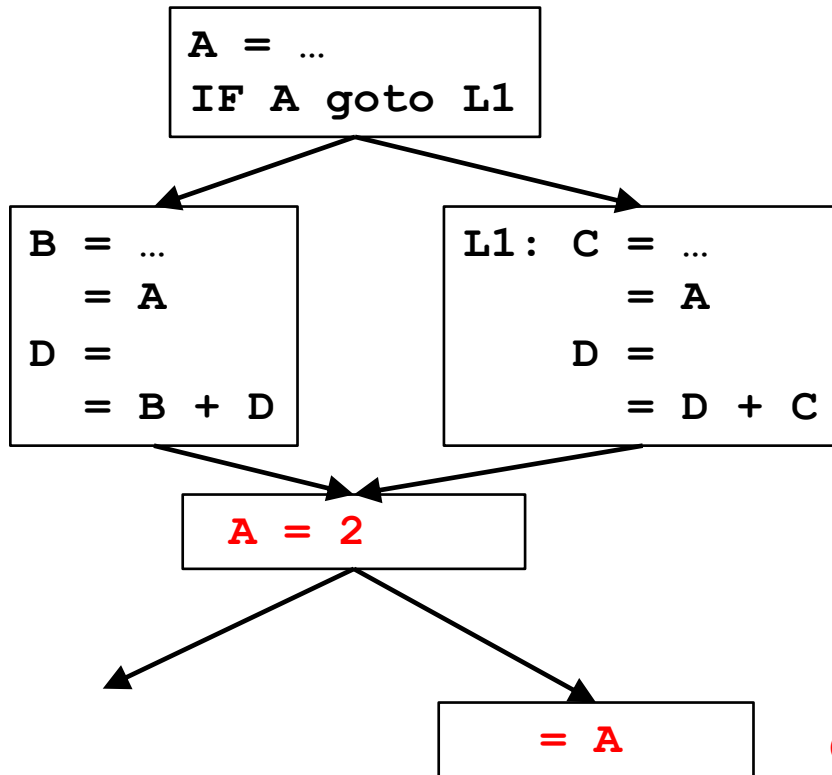 A = …
IF A goto L1
B = …
= A
D =
= B + D
L1: C = …
= A
D =
= D + C
A = 2
= A